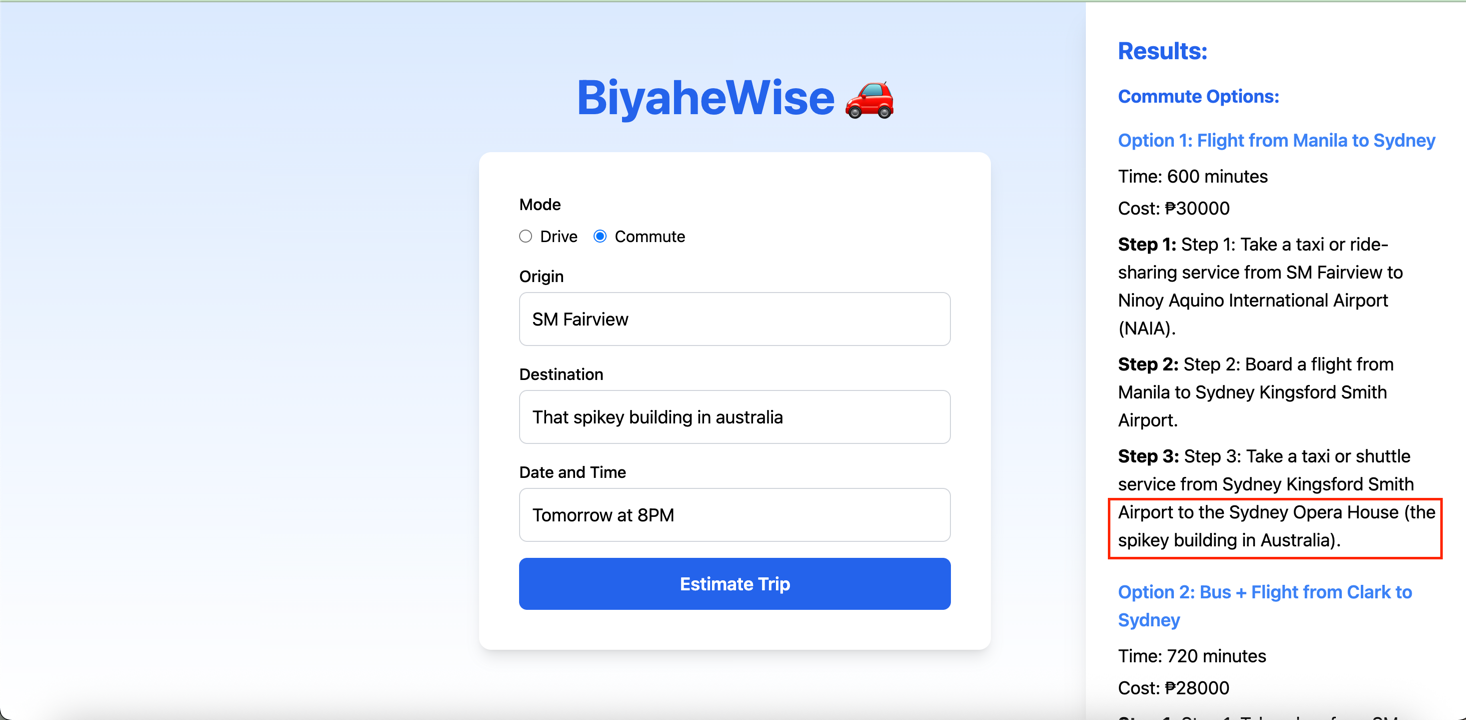 BiyaheWise
Mode
Drive
Commute
Origin
SM Fairview
Destination
That spikey building in australia
Date and Time
Tomorrow at 8PM
Estimate Trip
Results:
Commute Options:
Option 1: Flight from Manila to Sydney
Time: 600 minutes
Cost: ₱30000
Step 1: Step 1: Take a taxi or ride-
sharing service from SM Fairview to
Ninoy Aquino International Airport
(NAIA).
Step 2: Step 2: Board a flight from
Manila to Sydney Kingsford Smith
Airport.
Step 3: Step 3: Take a taxi or shuttle
service from Sydney Kingsford Smith
Airport to the Sydney Opera House (the
spikey building in Australia).
Option 2: Bus + Flight from Clark to
Sydney
Time: 720 minutes
Cost: ₱28000